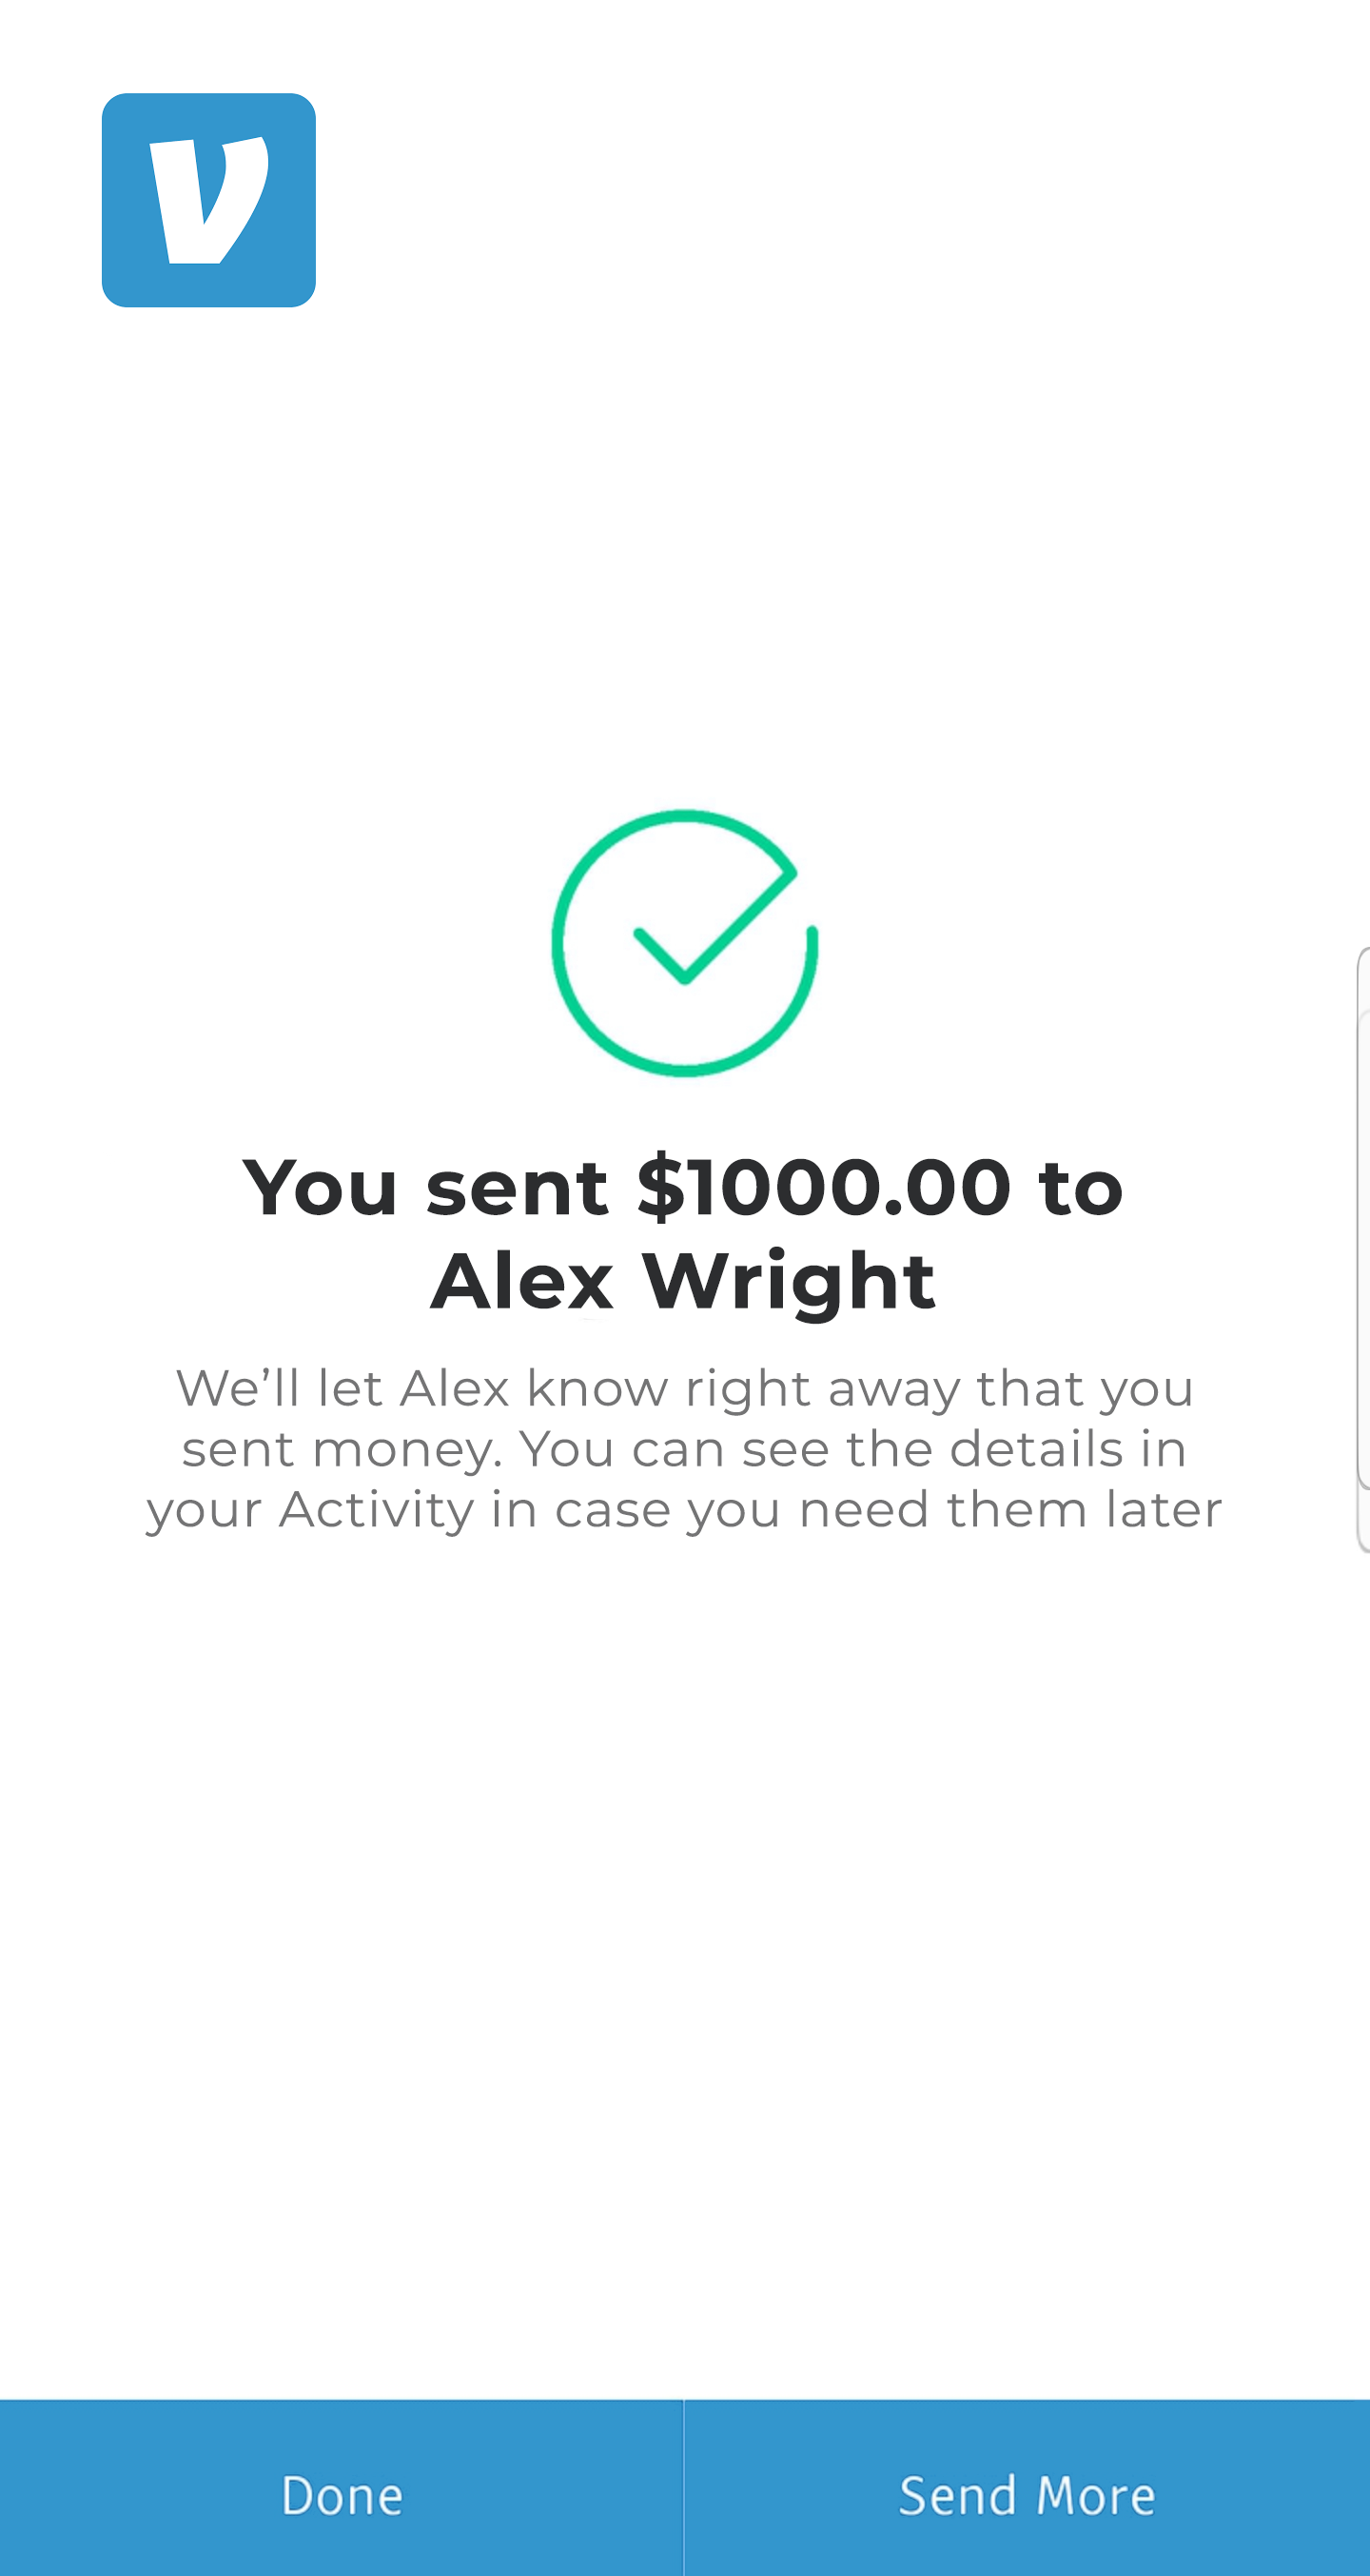 V
You sent $1000.00 to
Alex Wright
We’ll let Alex know right away that you
sent money. You can see the details in
your Activity in case you need them later
Done
Send More